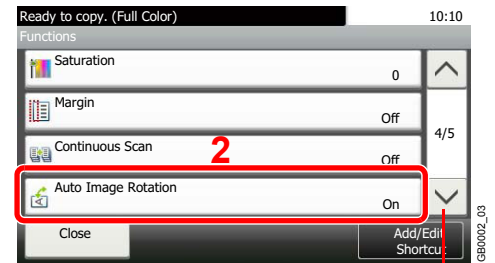 Ready to copy. (Full Color)
10:10
Functions
Saturation
0
Margin
Off
4/5
Continuous Scan
2
Off
Auto Image Rotation
On
Close
Add/Edit
Shortcut
GB0002_03